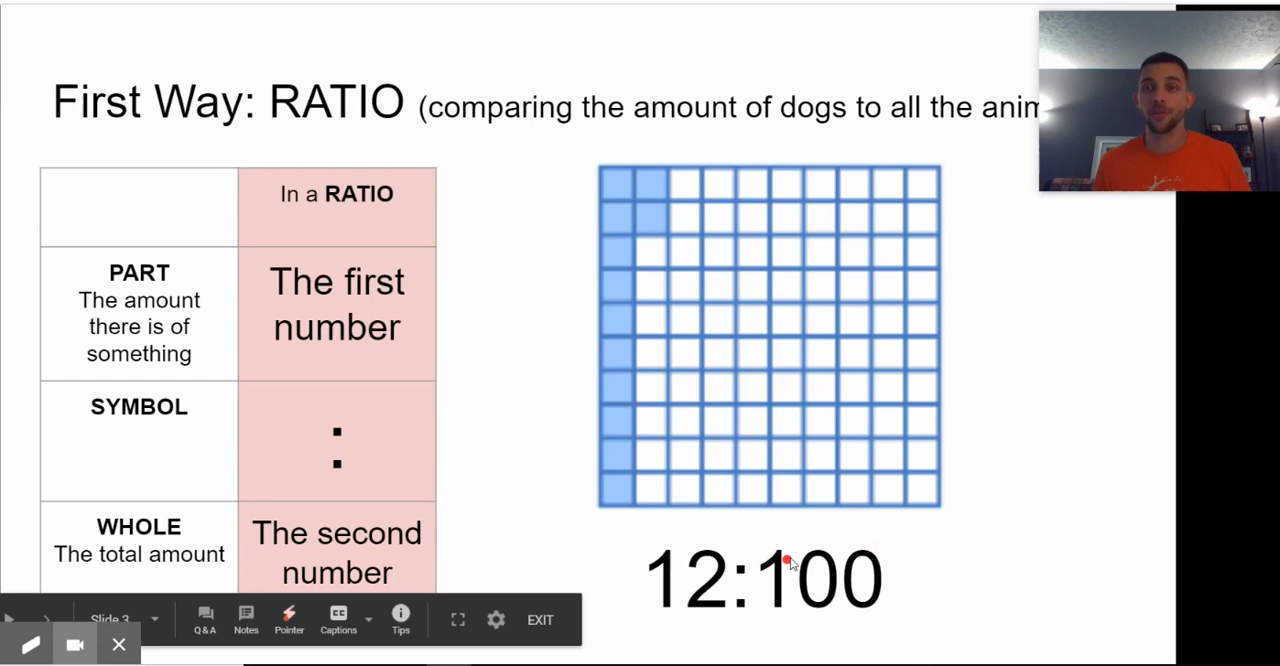 First Way: RATIO (comparing the amount of dogs to all the
In a RATIO
PART
The amount
there is of
something
The first
number
SYMBOL
:
WHOLE
The total amount
The second
number
12:100
Slide 3
Q&A
Notes
Pointer
Captions
Tips
EXIT